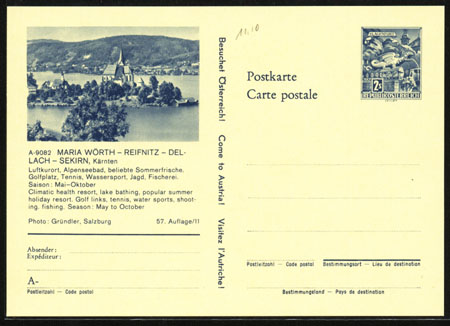 11.10
A-9082 MARIA WÖRTH – REIFNITZ – DEL-
LACH – SEKIRN, Kärnten
Luftkurort, Alpenseebad, beliebte Sommerfrische.
Golfplatz, Tennis, Wassersport, Jagd, Fischerei.
Saison: Mai–Oktober
Climatic health resort, lake bathing, popular summer
holiday resort. Golf links, tennis, water sports, shoot-
ing, fishing. Season: May to October
Photo: Gründler, Salzburg 57. Auflage/11
Absender:
Expéditeur:
A-
Postleitzahl – Code postal
Besuchet Österreich! Come to Austria! Visitez l'Autriche!
Postkarte
Carte postale
KLAGENFURT
2S
REPUBLIK ÖSTERREICH
Postleitzahl – Code postal Bestimmungsort – Lieu de destination
Bestimmungsland – Pays de destination